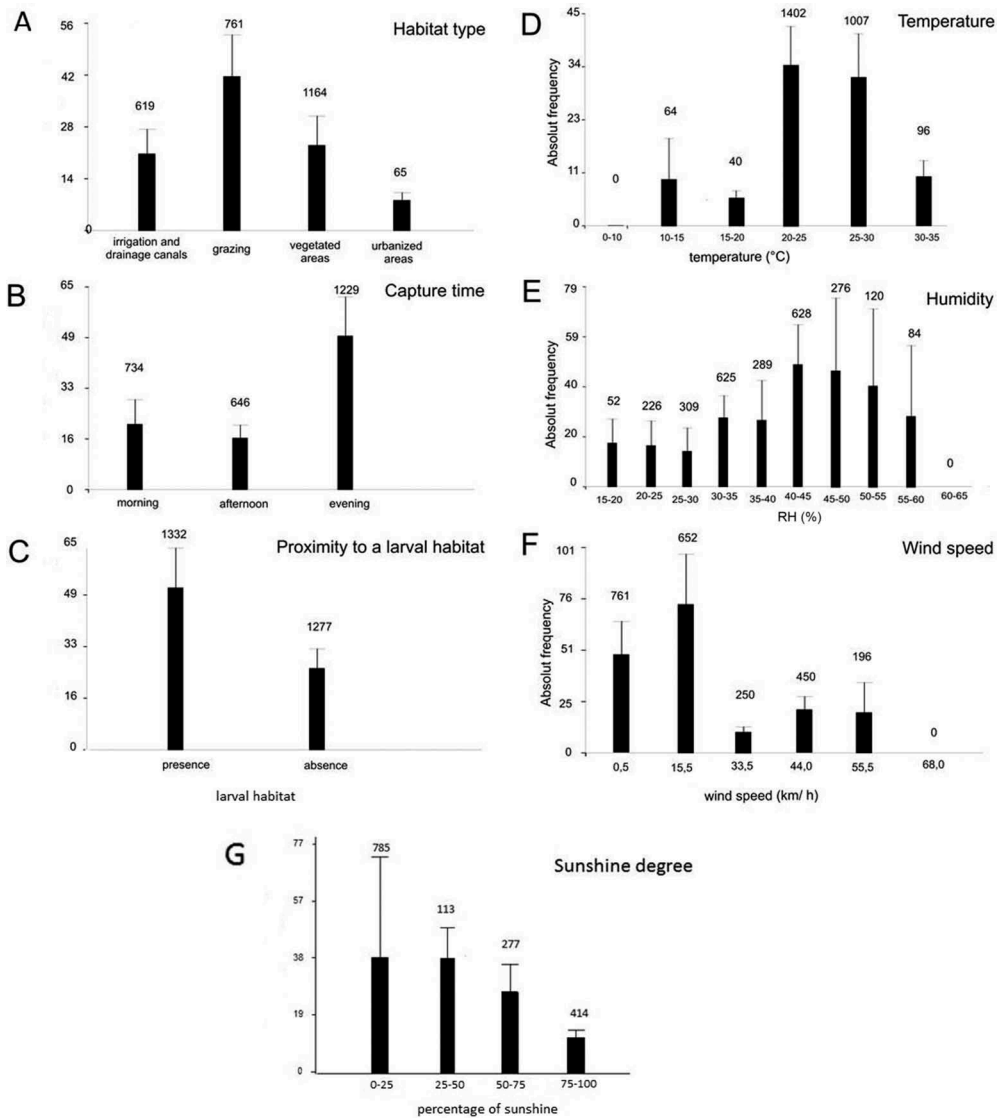 A
Habitat type
56
42
28
14
0
619
761
1164
65
irrigation and
drainage canals
grazing
vegetated
areas
urbanized
areas
B
Capture time
65
49
33
16
0
734
646
1229
morning
afternoon
evening
C
Proximity to a larval habitat
65
49
33
16
0
1332
1277
presence
absence
larval habitat
D
Temperature
Absolut frequency
45
34
23
11
0
0
64
40
1402
1007
96
0-10
10-15
15-20
20-25
25-30
30-35
temperature (°C)
E
Humidity
Absolut frequency
79
59
40
20
0
52
226
309
625
289
628
276
120
84
0
15-20
20-25
25-30
30-35
35-40
40-45
45-50
50-55
55-60
60-65
RH (%)
F
Wind speed
Absolut frequency
101
76
51
25
0
761
652
250
450
196
0
0,5
15,5
33,5
44,0
55,5
68,0
wind speed (km/ h)
G
Sunshine degree
77
57
38
19
0
785
113
277
414
0-25
25-50
50-75
75-100
percentage of sunshine